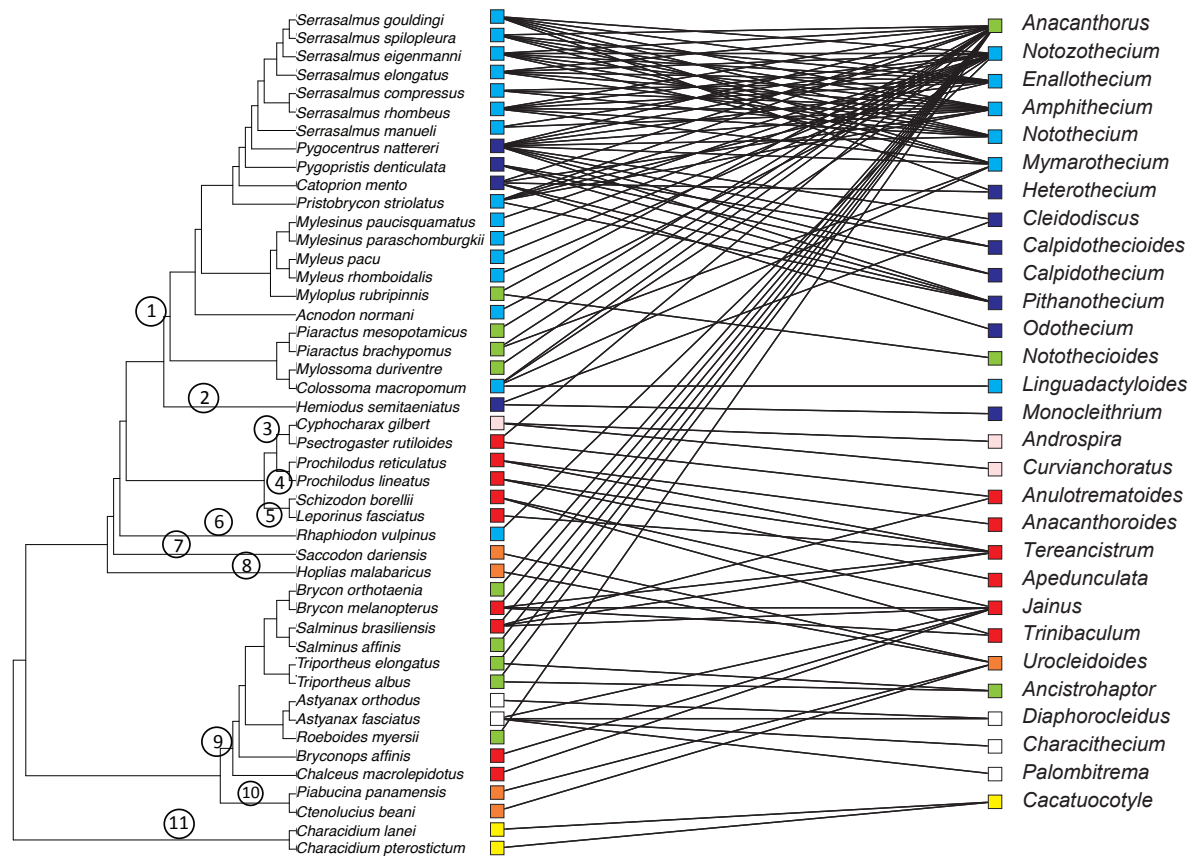 Serrasalmus gouldingi
Serrasalmus spilopleura
Serrasalmus eigenmanni
Serrasalmus elongatus
Serrasalmus compressus
Serrasalmus rhombeus
Serrasalmus manueli
Pygocentrus nattereri
Pygopristis denticulata
Catoprion mento
Pristobrycon striolatus
Mylesinus paucisquamatus
Mylesinus paraschomburgkii
Myleus pacu
Myleus rhomboidalis
Myloplus rubripinnis
Acnodon normani
Piaractus mesopotamicus
Piaractus brachypomus
Mylossoma duriventre
Colossoma macropomum
Hemiodus semitaeniatus
Cyphocharax gilbert
Psectrogaster rutiloides
Prochilodus reticulatus
Prochilodus lineatus
Schizodon borellii
Leporinus fasciatus
Rhaphiodon vulpinus
Saccodon dariensis
Hoplias malabaricus
Brycon orthotaenia
Brycon melanopterus
Salminus brasiliensis
Salminus affinis
Triportheus elongatus
Triportheus albus
Astyanax orthodus
Astyanax fasciatus
Roeboides myersii
Bryconops affinis
Chalceus macrolepidotus
Piabucina panamensis
Ctenolucius beani
Characidium lanei
Characidium pterostictum
1
2
3
4
5
6
7
8
9
10
11
Anacanthorus
Notozothecium
Enallothecium
Amphithecium
Notothecium
Mymarothecium
Heterothecium
Cleidodiscus
Calpidothecioides
Calpidothecium
Pithanothecium
Odothecium
Notothecioides
Linguadactyloides
Monocleithrium
Androspira
Curvianchoratus
Anulotrematoides
Anacanthoroides
Tereancistrum
Apedunculata
Jainus
Trinibaculum
Urocleidoides
Ancistrohaptor
Diaphorocleidus
Characithecium
Palombitrema
Cacatuocotyle